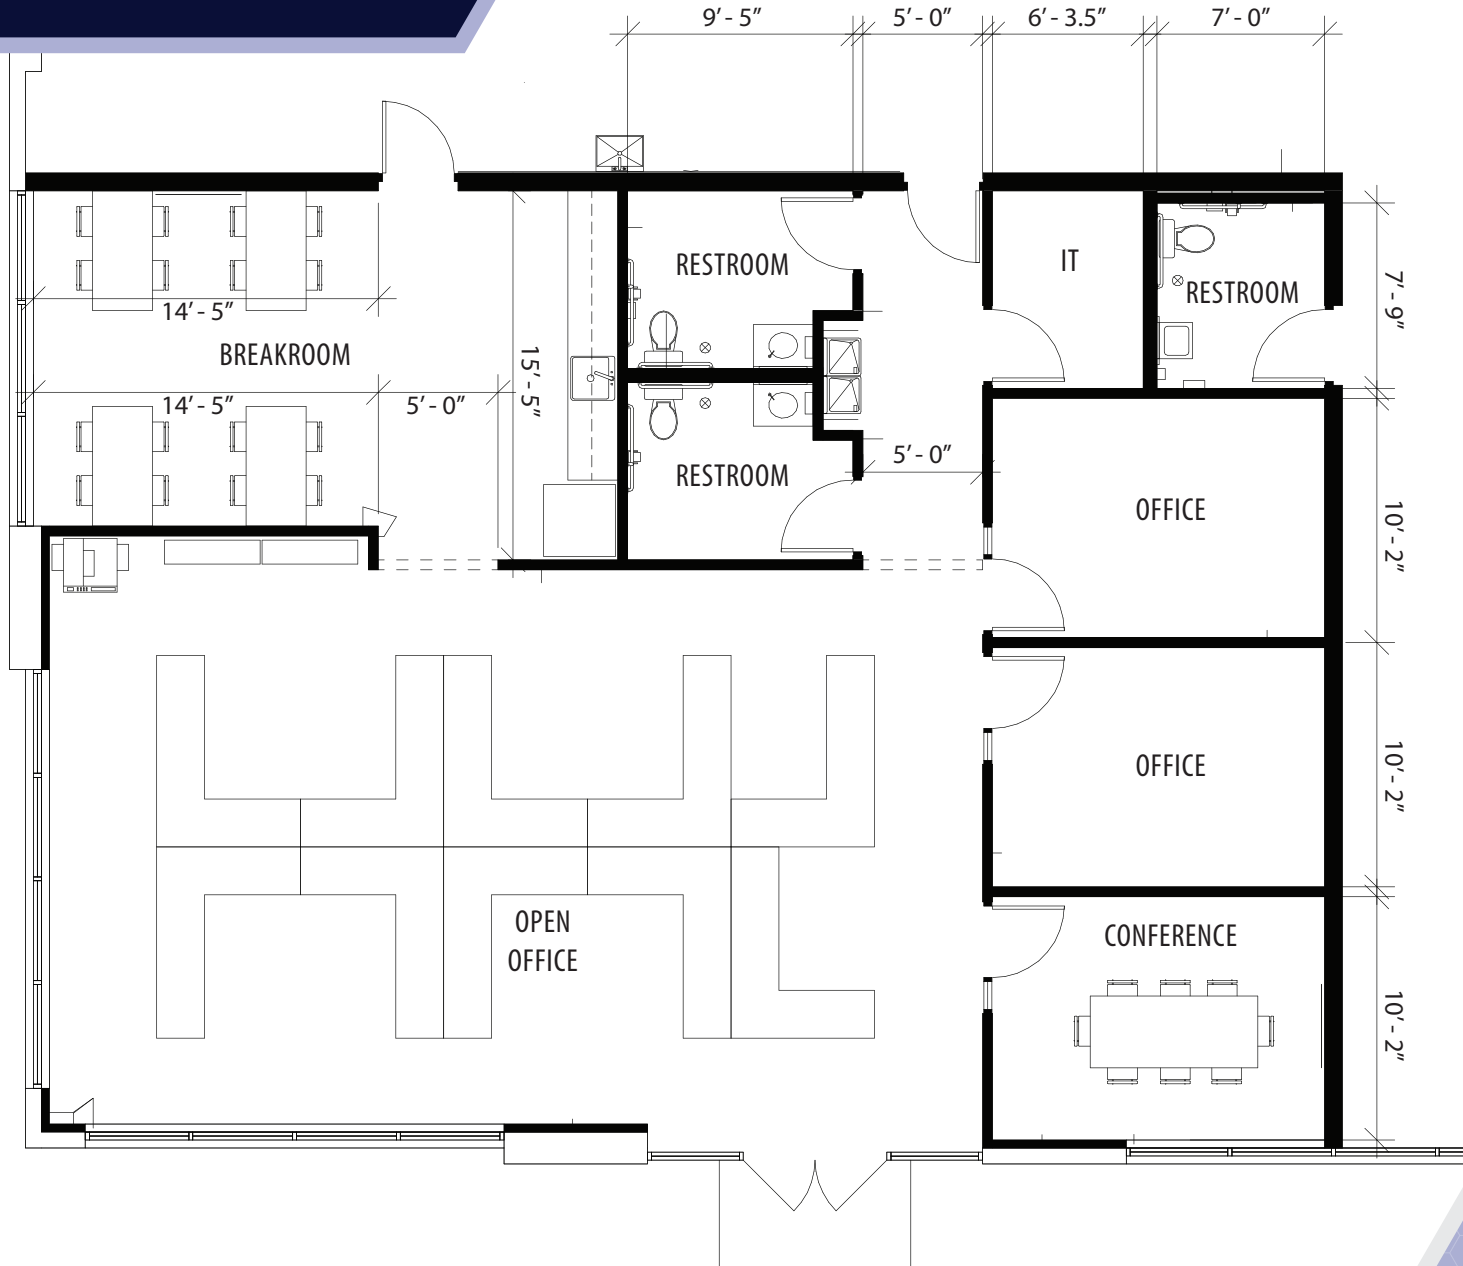 9’ - 5”
5’ - 0”
6’ - 3.5”
7’ - 0”
RESTROOM
IT
RESTROOM
7’ - 9”
14’ - 5”
BREAKROOM
15’ - 5”
14’ - 5”
5’ - 0”
5’ - 0”
RESTROOM
OFFICE
10’ - 2”
OFFICE
10’ - 2”
OPEN
OFFICE
CONFERENCE
10’ - 2”